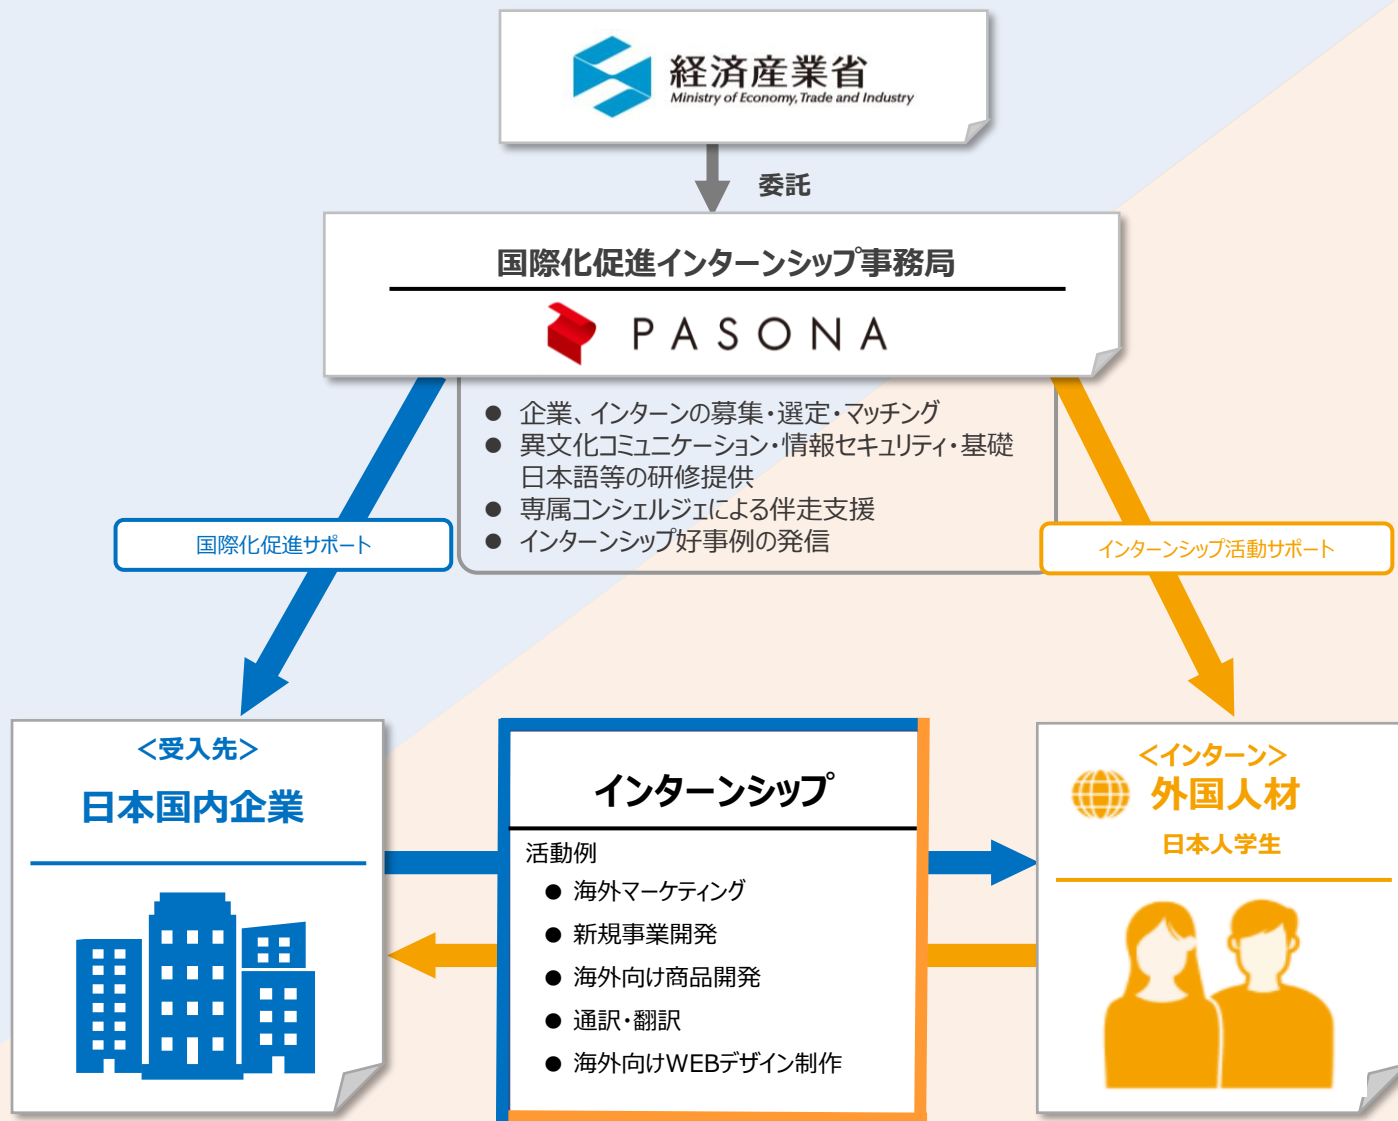 経済産業省
Ministry of Economy, Trade and Industry
委託
国際化促進インターンシップ事務局
PASONA
● 企業、インターンの募集・選定・マッチング
● 異文化コミュニケーション・情報セキュリティ・基礎
日本語等の研修提供
● 専属コンシェルジェによる伴走支援
● インターンシップ好事例の発信
国際化促進サポート
インターンシップ活動サポート
＜受入先＞
日本国内企業
インターンシップ
活動例
● 海外マーケティング
● 新規事業開発
● 海外向け商品開発
● 通訳・翻訳
● 海外向けWEBデザイン制作
＜インターン＞
外国人材
日本人学生